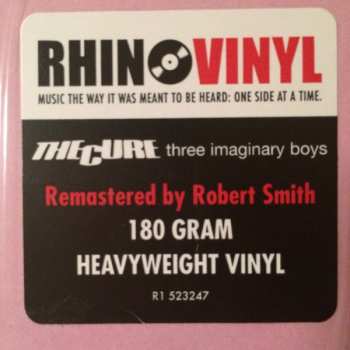 RHINO VINYL
MUSIC THE WAY IT WAS MEANT TO BE HEARD: ONE SIDE AT A TIME.
THE CURE three imaginary boys
Remastered by Robert Smith
180 GRAM
HEAVYWEIGHT VINYL
R1 523247